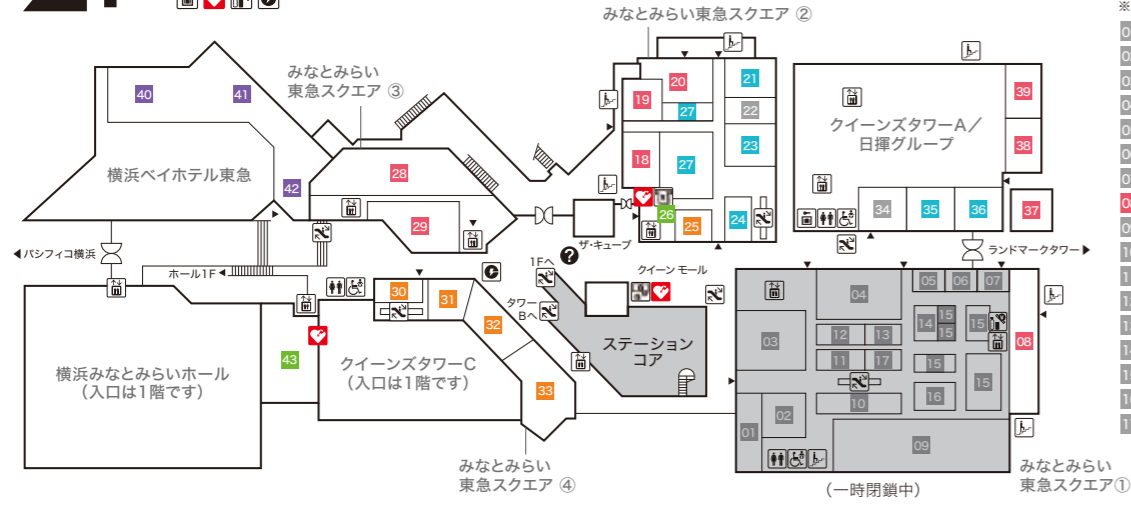 みなとみらい東急スクエア ②
※
みなとみらい
東急スクエア ③
40
41
横浜ベイホテル東急
42
28
29
19
20
27
21
22
23
18
27
26
25
24
クイーンズタワーA／
日揮グループ
39
38
34
35
36
37
◀パシフィコ横浜
ザ・キューブ
ランドマークタワー▶
ホール1F◀
?
1Fへ
クイーン モール
タワー
Bへ
ステーション
コア
30
31
32
33
43
横浜みなとみらいホール
（入口は1階です）
クイーンズタワーC
（入口は1階です）
03
04
05
06
07
12
13
14
15
15
15
08
11
17
15
15
10
16
02
01
09
みなとみらい
東急スクエア ④
（一時閉鎖中）
みなとみらい
東急スクエア①